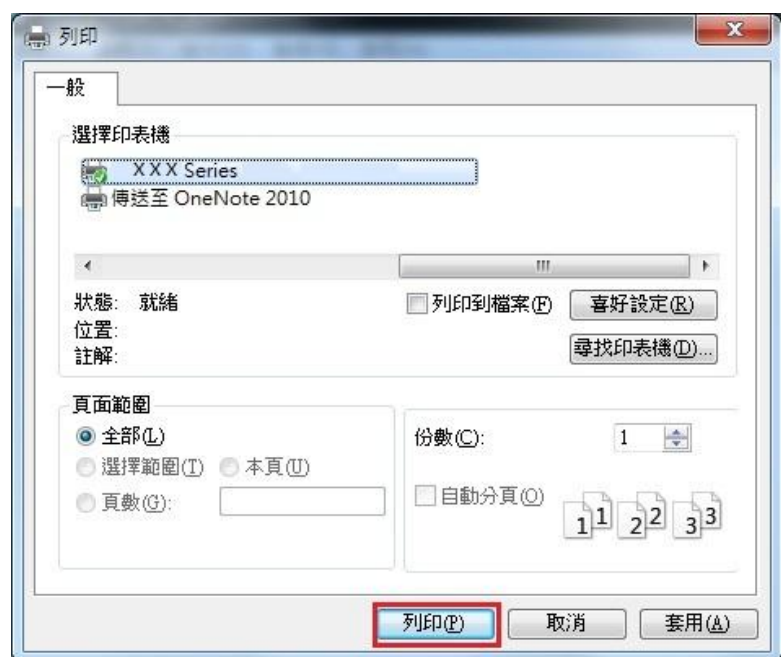 列印
一般
選擇印表機
XXX Series
傳送至 OneNote 2010
狀態: 就緒
列印到檔案(F) 喜好設定(R)
位置:
註解:
尋找印表機(D)...
頁面範圍
全部(L)
選擇範圍(T) 本頁(U)
頁數(G):
份數(C): 1
自動分頁(O)
1 1 2 2 3 3
列印(P) 取消 套用(A)